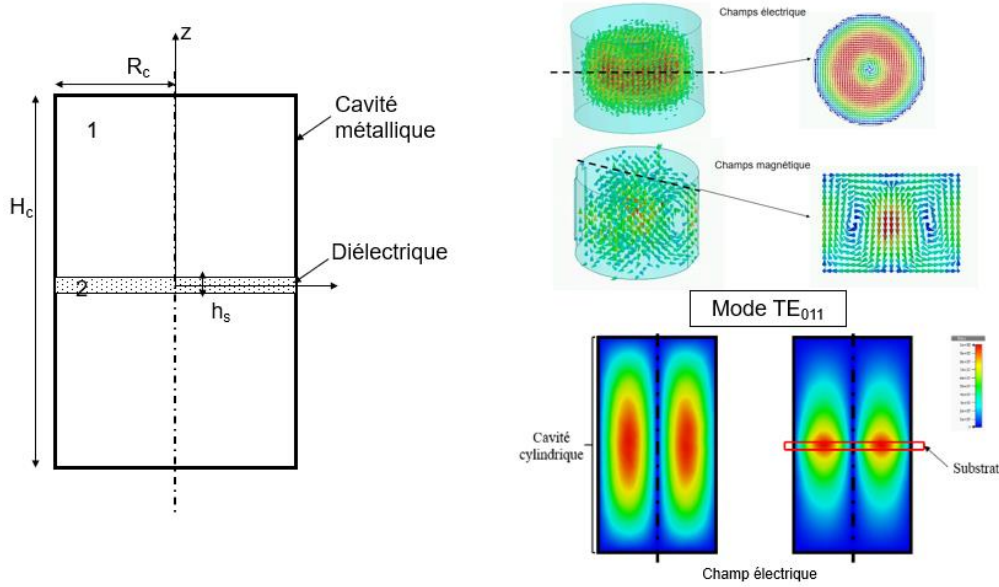 z
R_c
Cavité
métallique
1
H_c
Diélectrique
2
h_s
Champs électrique
Champs magnétique
Mode TE_011
Cavité
cylindrique
Substrat
Champ électrique